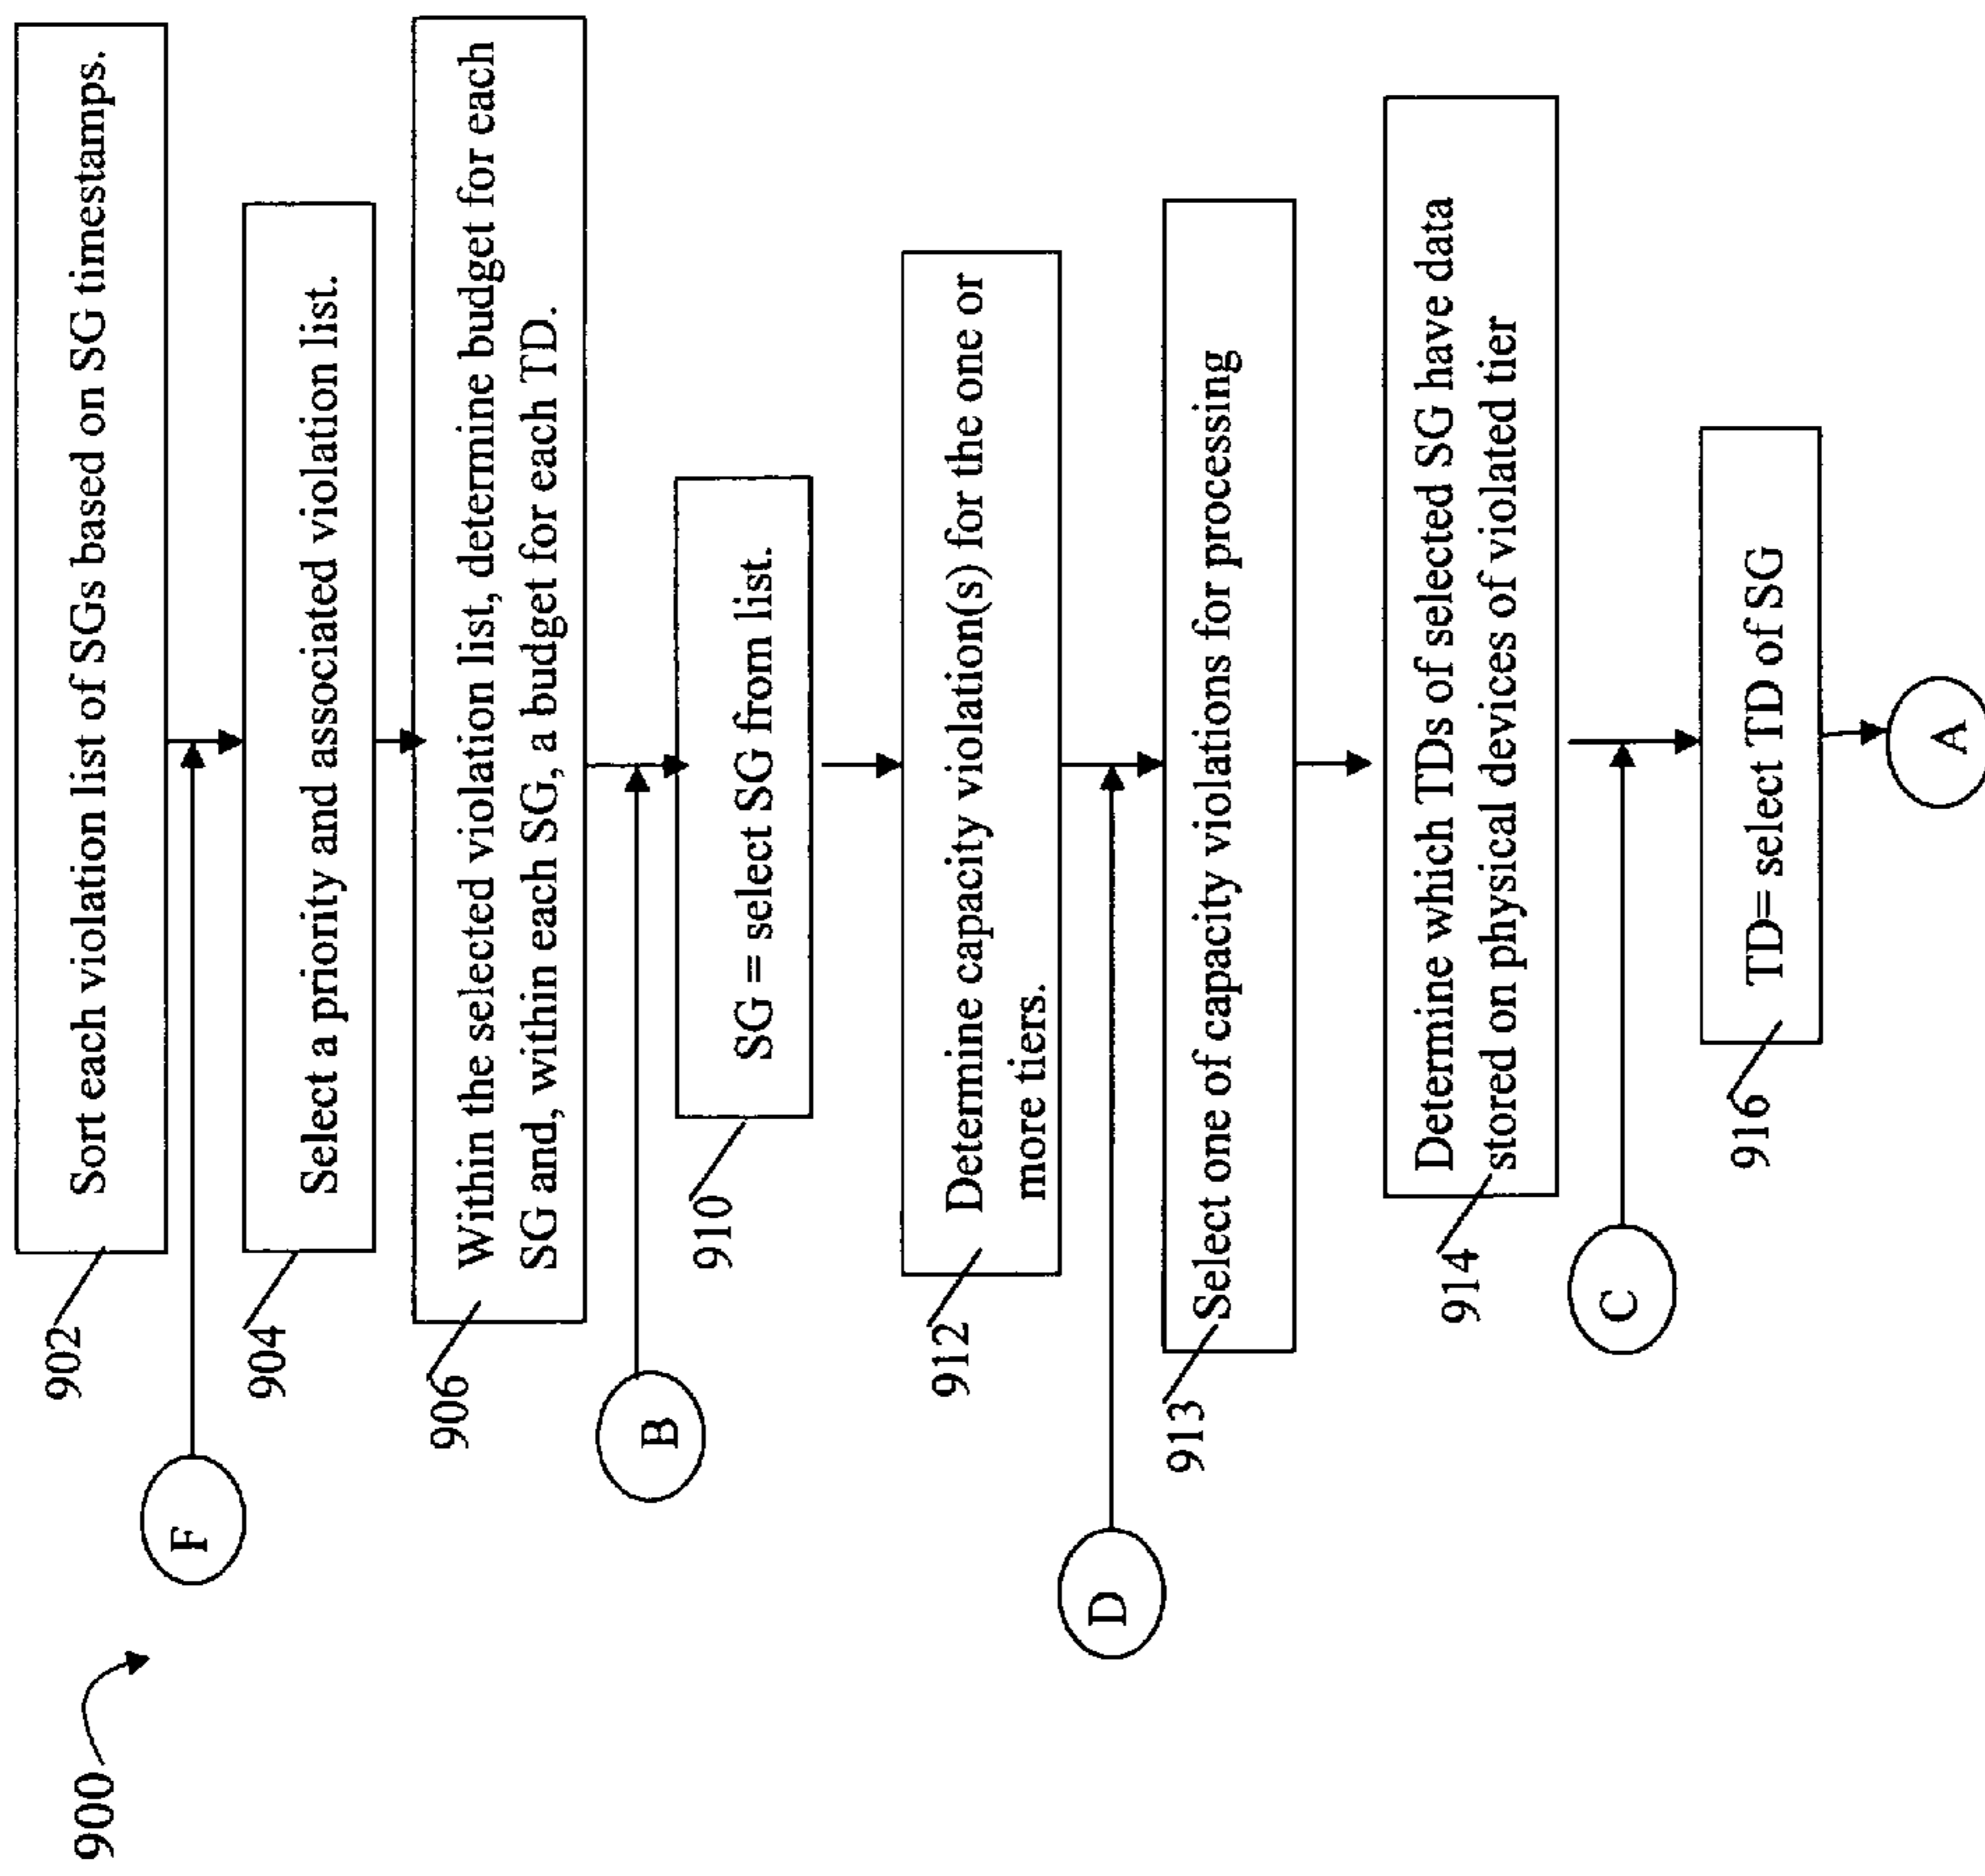 900
902
Sort each violation list of SGs based on SG timestamps.
F
904
Select a priority and associated violation list.
906
Within the selected violation list, determine budget for each
SG and, within each SG, a budget for each TD.
B
910
SG = select SG from list.
912
Determine capacity violation(s) for the one or
more tiers.
D
913
Select one of capacity violations for processing
914
Determine which TDs of selected SG have data
stored on physical devices of violated tier
C
916
TD= select TD of SG
A